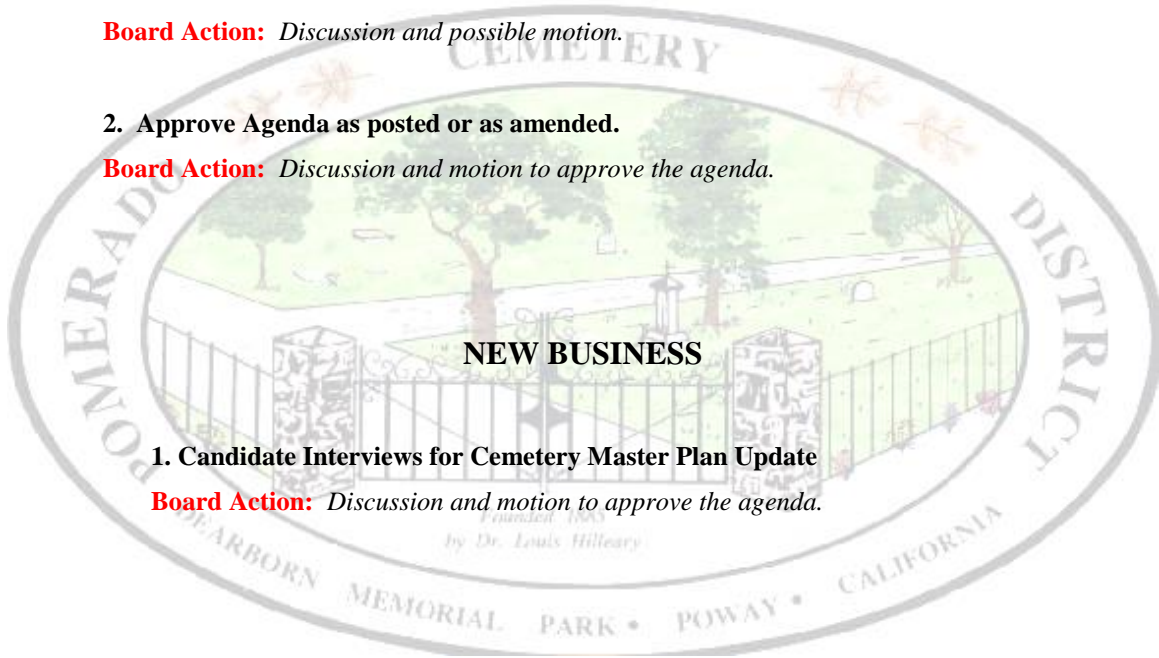 Board Action: Discussion and possible motion.
CEMETERY
2. Approve Agenda as posted or as amended.
Board Action: Discussion and motion to approve the agenda.
POMERADO
DISTRICT
NEW BUSINESS
1. Candidate Interviews for Cemetery Master Plan Update
Board Action: Discussion and motion to approve the agenda.
Founded 1885
by Dr. Louis Hilleary
DEARBORN MEMORIAL PARK • POWAY • CALIFORNIA